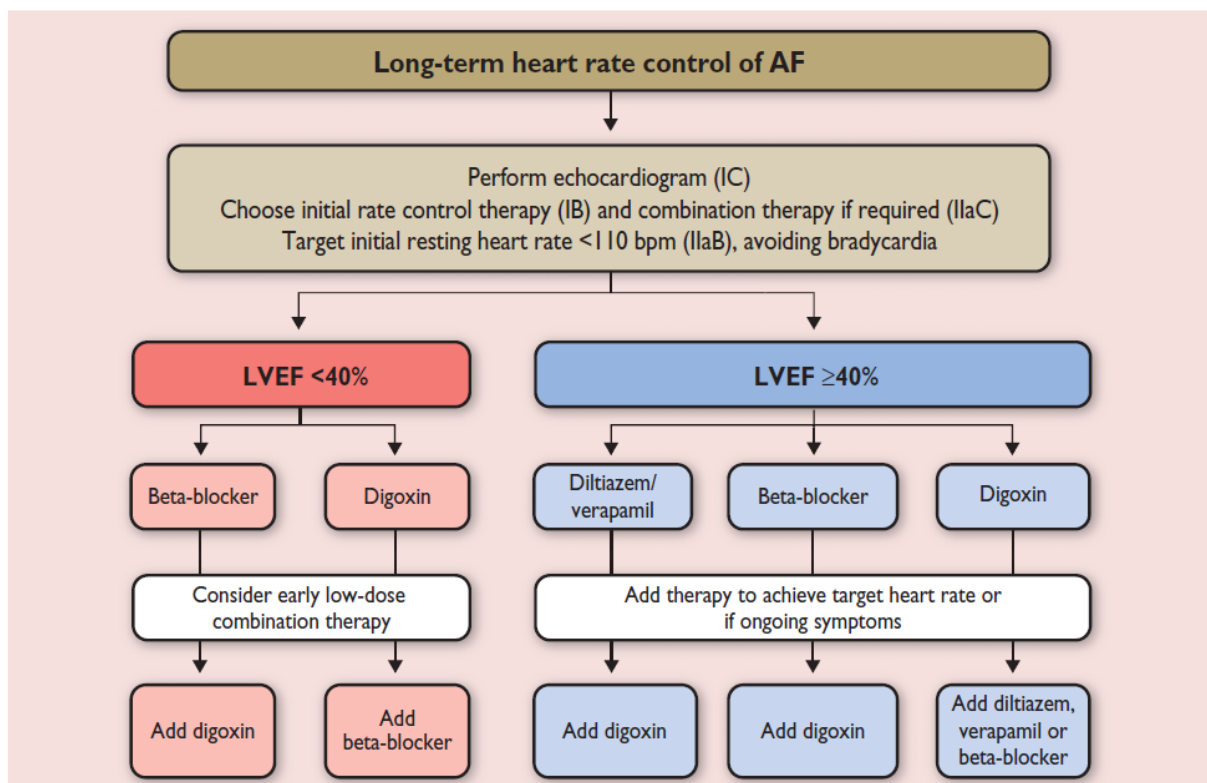 Long-term heart rate control of AF
Perform echocardiogram (IC)
Choose initial rate control therapy (IB) and combination therapy if required (IIaC)
Target initial resting heart rate <110 bpm (IIaB), avoiding bradycardia
LVEF <40%
LVEF ≥40%
Beta-blocker
Digoxin
Diltiazem/
verapamil
Beta-blocker
Digoxin
Consider early low-dose
combination therapy
Add therapy to achieve target heart rate or
if ongoing symptoms
Add digoxin
Add
beta-blocker
Add digoxin
Add digoxin
Add diltiazem,
verapamil or
beta-blocker